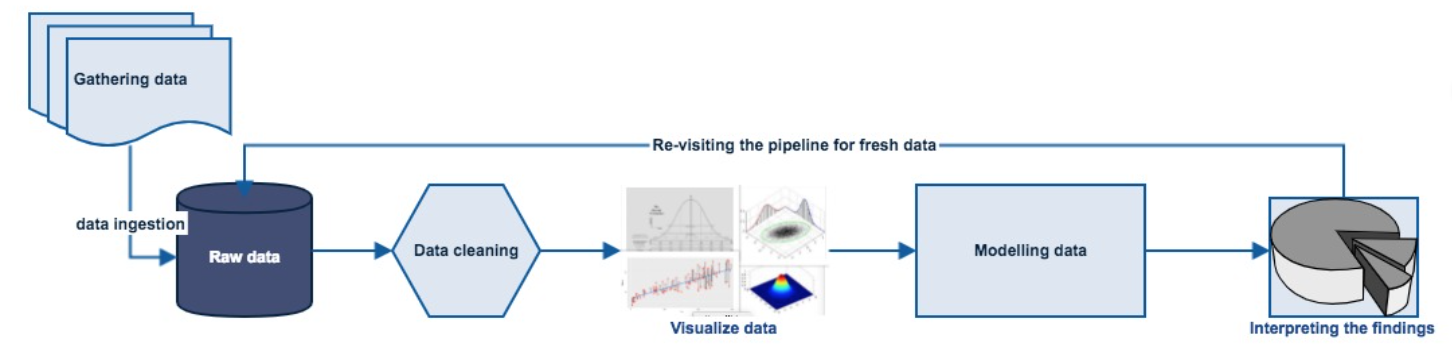 Gathering data
Re-visiting the pipeline for fresh data
data ingestion
Raw data
Data cleaning
Modelling data
Visualize data
Interpreting the findings